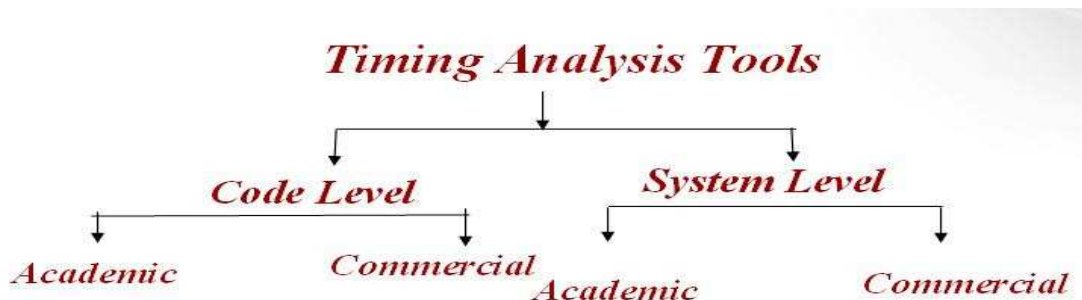 Timing Analysis Tools
Code Level
System Level
Academic
Commercial
Academic
Commercial